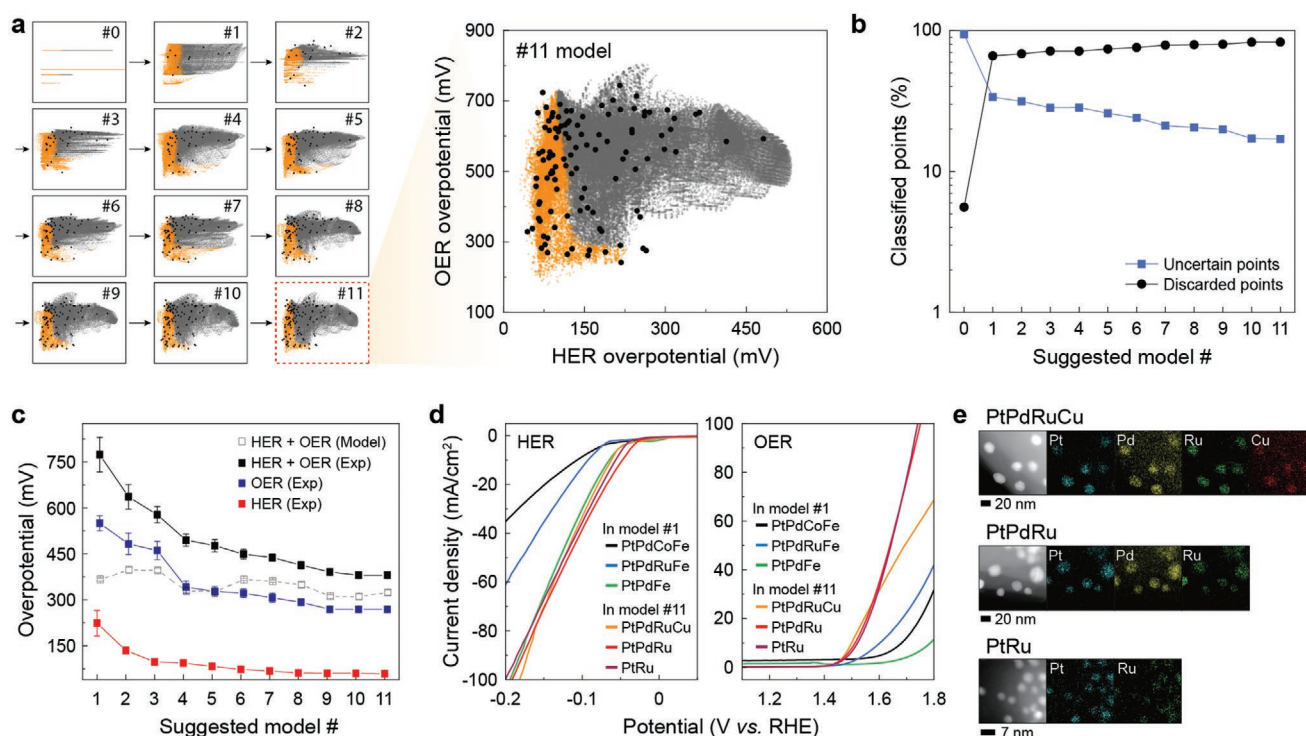 a
#0
#1
#2
#3
#4
#5
#6
#7
#8
#9
#10
#11
#11 model
900
700
500
300
100
0
150
300
450
600
OER overpotential (mV)
HER overpotential (mV)
b
100
10
1
0 1 2 3 4 5 6 7 8 9 10 11
Classified points (%)
Suggested model #
Uncertain points
Discarded points
c
750
600
450
300
150
1 2 3 4 5 6 7 8 9 10 11
Overpotential (mV)
Suggested model #
HER + OER (Model)
HER + OER (Exp)
OER (Exp)
HER (Exp)
d
HER
0
-20
-40
-60
-80
-100
-0.2
-0.1
0
Current density (mA/cm²)
In model #1
PtPdCoFe
PtPdRuFe
PtPdFe
In model #11
PtPdRuCu
PtPdRu
PtRu
OER
100
80
60
40
20
0
1.2
1.4
1.6
1.8
In model #1
PtPdCoFe
PtPdRuFe
PtPdFe
In model #11
PtPdRuCu
PtPdRu
PtRu
Potential (V vs. RHE)
e
PtPdRuCu
Pt
Pd
Ru
Cu
20 nm
PtPdRu
Pt
Pd
Ru
20 nm
PtRu
Pt
Ru
7 nm